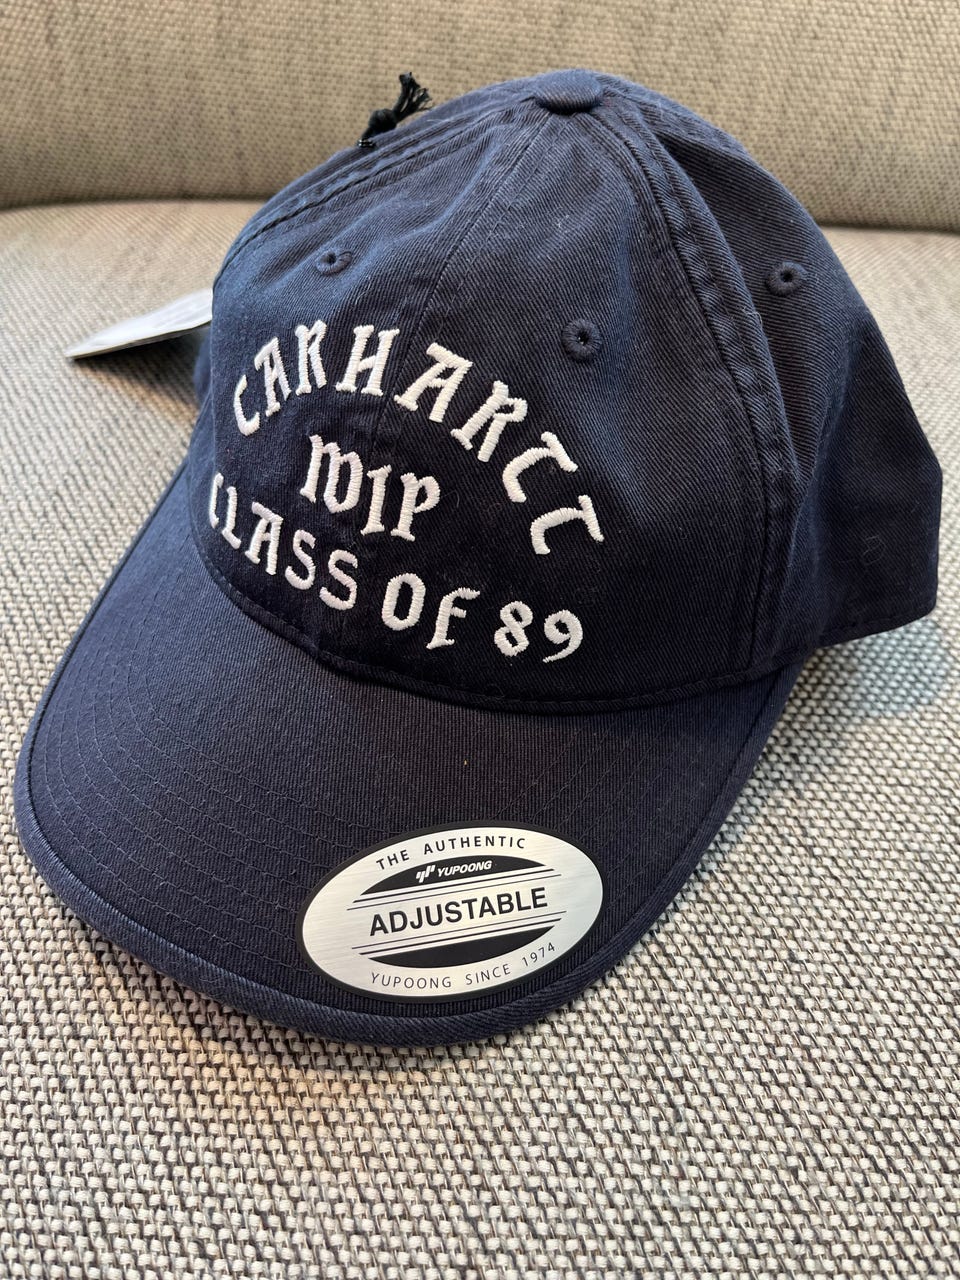 CARHARTT
WIP
CLASS OF 89
THE AUTHENTIC
YUPOONG
ADJUSTABLE
YUPOONG SINCE 1974